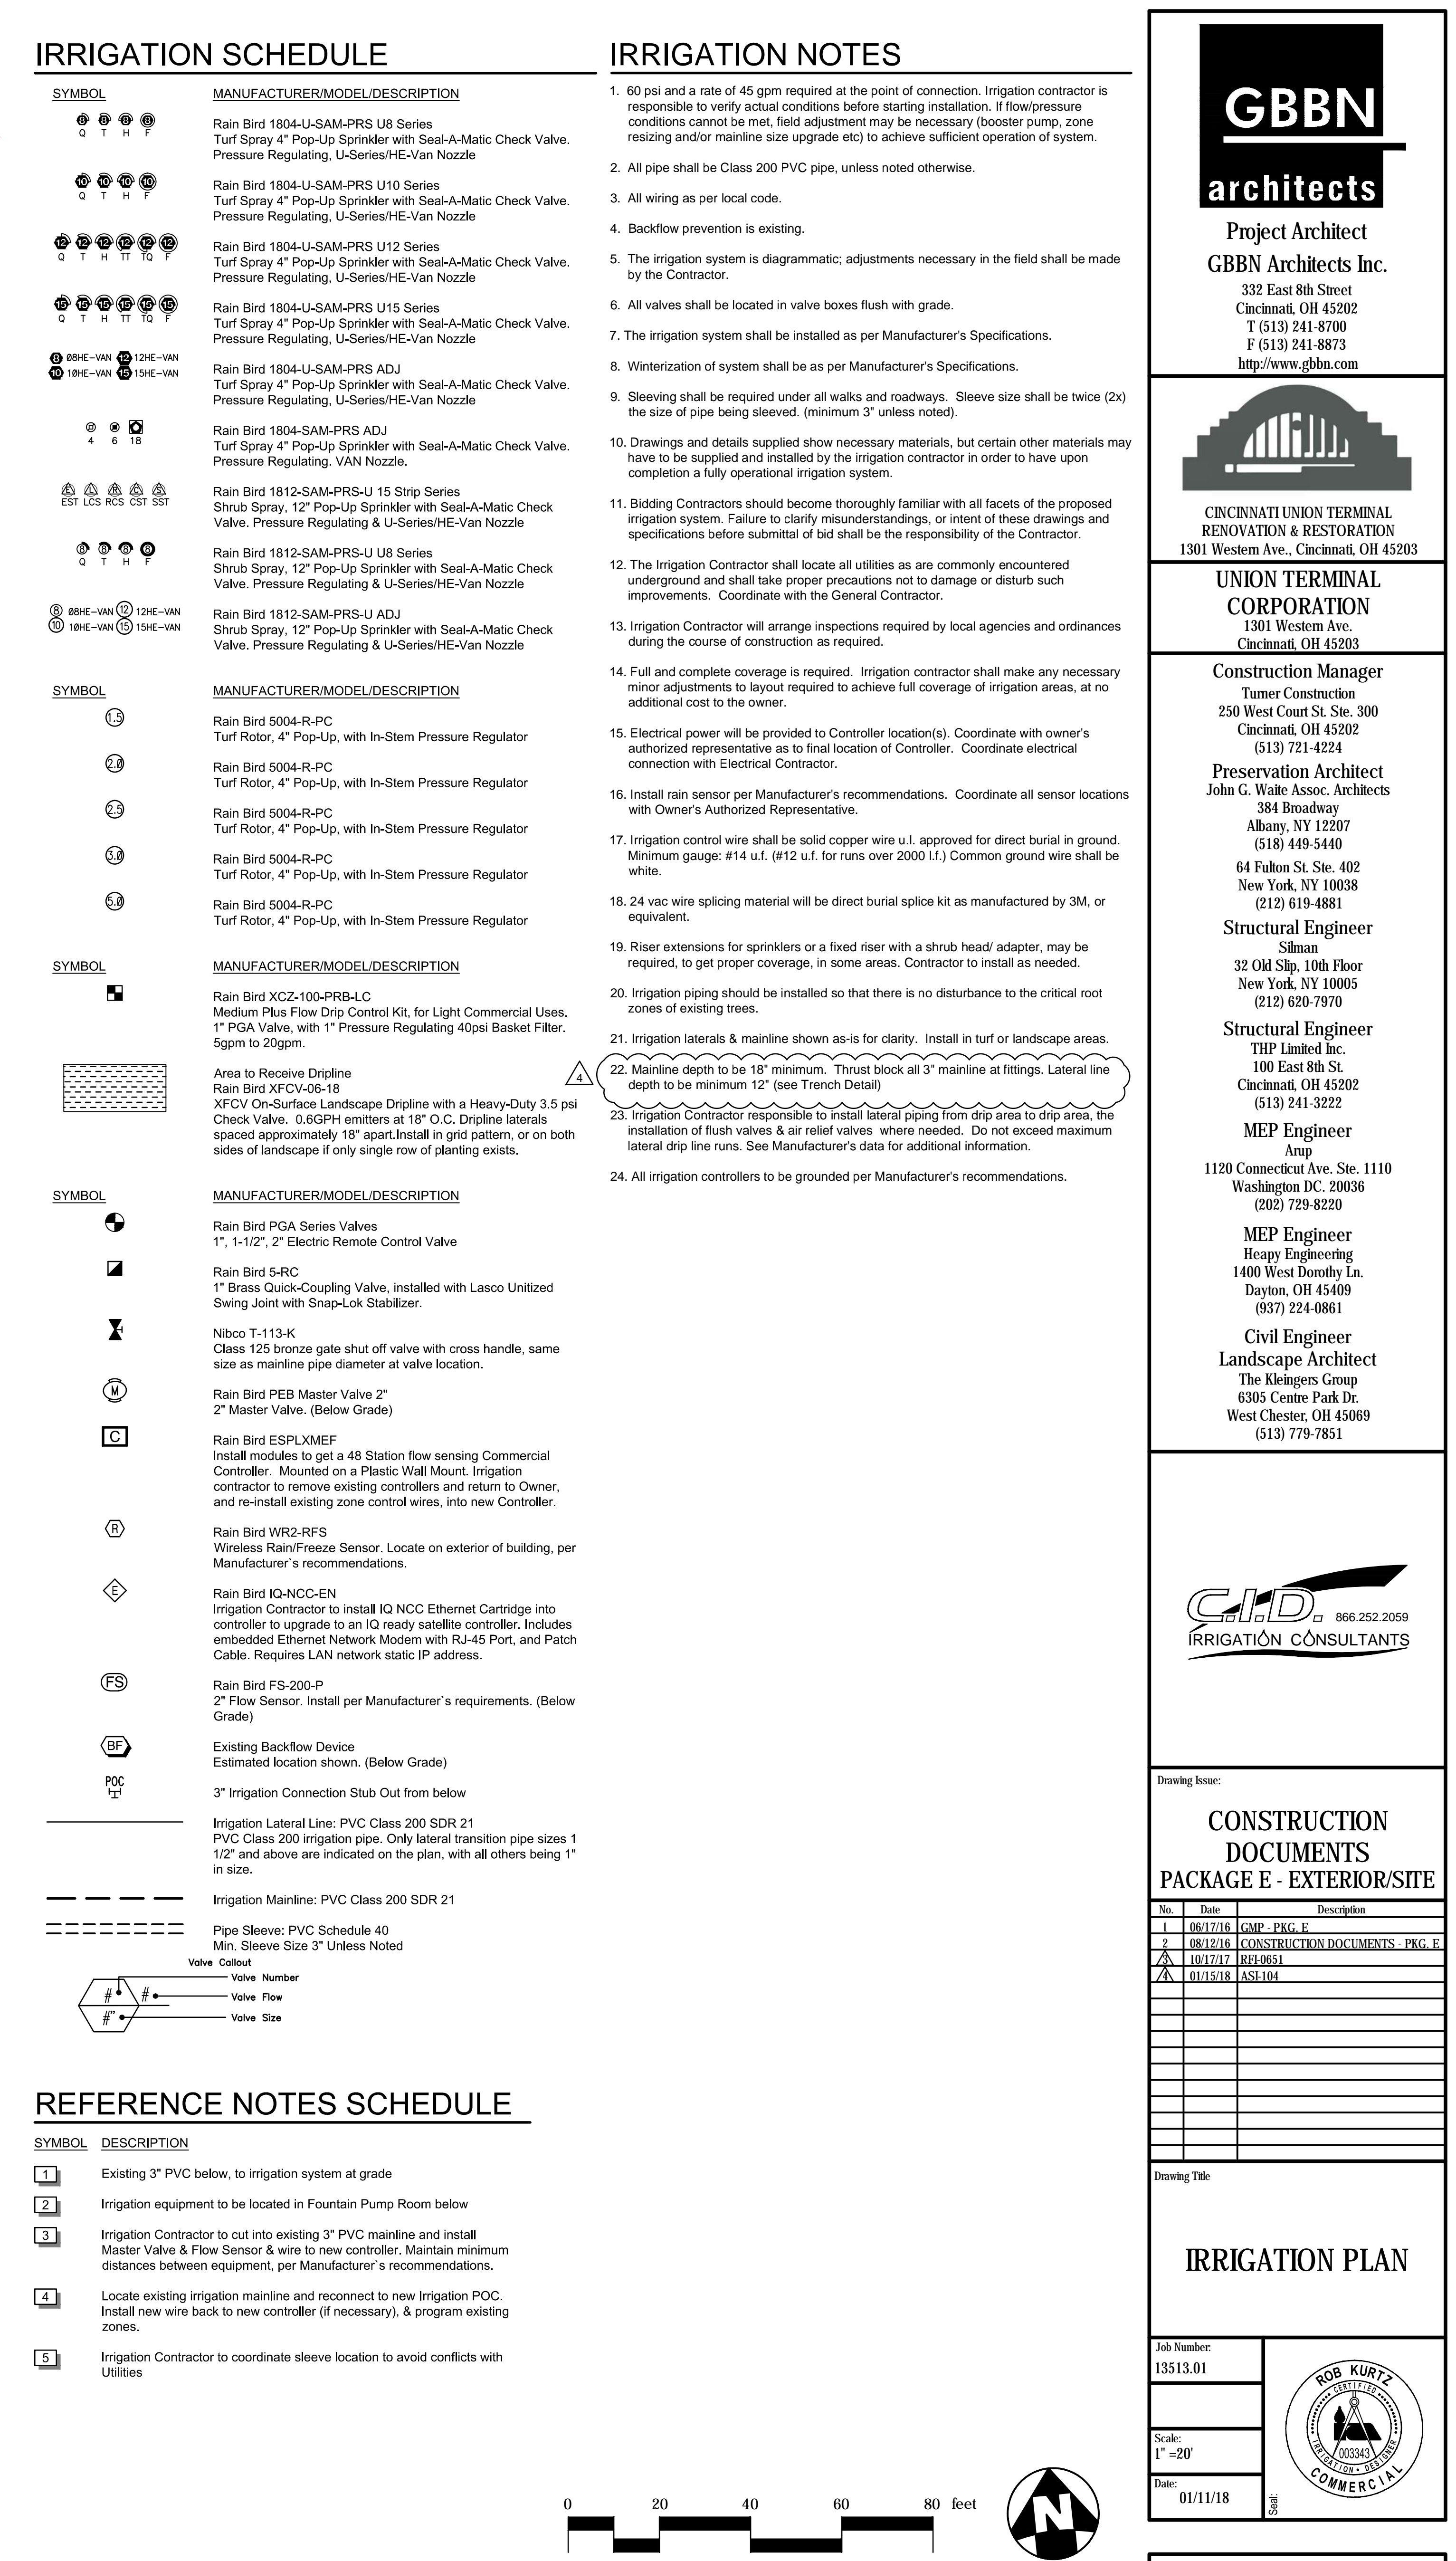 IRRIGATION SCHEDULE
SYMBOL MANUFACTURER/MODEL/DESCRIPTION
8 8 8 8
Q T H F
Rain Bird 1804-U-SAM-PRS U8 Series
Turf Spray 4" Pop-Up Sprinkler with Seal-A-Matic Check Valve.
Pressure Regulating, U-Series/HE-Van Nozzle
10 10 10 10
Q T H F
Rain Bird 1804-U-SAM-PRS U10 Series
Turf Spray 4" Pop-Up Sprinkler with Seal-A-Matic Check Valve.
Pressure Regulating, U-Series/HE-Van Nozzle
12 12 12 12 12 12
Q T H TT TQ F
Rain Bird 1804-U-SAM-PRS U12 Series
Turf Spray 4" Pop-Up Sprinkler with Seal-A-Matic Check Valve.
Pressure Regulating, U-Series/HE-Van Nozzle
15 15 15 15 15 15
Q T H TT TQ F
Rain Bird 1804-U-SAM-PRS U15 Series
Turf Spray 4" Pop-Up Sprinkler with Seal-A-Matic Check Valve.
Pressure Regulating, U-Series/HE-Van Nozzle
8 Ø8HE-VAN 12 12HE-VAN
10 1ØHE-VAN 15 15HE-VAN
Rain Bird 1804-U-SAM-PRS ADJ
Turf Spray 4" Pop-Up Sprinkler with Seal-A-Matic Check Valve.
Pressure Regulating, U-Series/HE-Van Nozzle
4 6 18
Rain Bird 1804-SAM-PRS ADJ
Turf Spray 4" Pop-Up Sprinkler with Seal-A-Matic Check Valve.
Pressure Regulating. VAN Nozzle.
E L R C S
EST LCS RCS CST SST
Rain Bird 1812-SAM-PRS-U 15 Strip Series
Shrub Spray, 12" Pop-Up Sprinkler with Seal-A-Matic Check
Valve. Pressure Regulating & U-Series/HE-Van Nozzle
8 8 8 8
Q T H F
Rain Bird 1812-SAM-PRS-U U8 Series
Shrub Spray, 12" Pop-Up Sprinkler with Seal-A-Matic Check
Valve. Pressure Regulating & U-Series/HE-Van Nozzle
8 Ø8HE-VAN 12 12HE-VAN
10 1ØHE-VAN 15 15HE-VAN
Rain Bird 1812-SAM-PRS-U ADJ
Shrub Spray, 12" Pop-Up Sprinkler with Seal-A-Matic Check
Valve. Pressure Regulating & U-Series/HE-Van Nozzle
SYMBOL MANUFACTURER/MODEL/DESCRIPTION
1.5
Rain Bird 5004-R-PC
Turf Rotor, 4" Pop-Up, with In-Stem Pressure Regulator
2.Ø
Rain Bird 5004-R-PC
Turf Rotor, 4" Pop-Up, with In-Stem Pressure Regulator
2.5
Rain Bird 5004-R-PC
Turf Rotor, 4" Pop-Up, with In-Stem Pressure Regulator
3.Ø
Rain Bird 5004-R-PC
Turf Rotor, 4" Pop-Up, with In-Stem Pressure Regulator
5.Ø
Rain Bird 5004-R-PC
Turf Rotor, 4" Pop-Up, with In-Stem Pressure Regulator
SYMBOL MANUFACTURER/MODEL/DESCRIPTION
Rain Bird XCZ-100-PRB-LC
Medium Plus Flow Drip Control Kit, for Light Commercial Uses.
1" PGA Valve, with 1" Pressure Regulating 40psi Basket Filter.
5gpm to 20gpm.
Area to Receive Dripline
Rain Bird XFCV-06-18
XFCV On-Surface Landscape Dripline with a Heavy-Duty 3.5 psi
Check Valve. 0.6GPH emitters at 18" O.C. Dripline laterals
spaced approximately 18" apart.Install in grid pattern, or on both
sides of landscape if only single row of planting exists.
SYMBOL MANUFACTURER/MODEL/DESCRIPTION
Rain Bird PGA Series Valves
1", 1-1/2", 2" Electric Remote Control Valve
Rain Bird 5-RC
1" Brass Quick-Coupling Valve, installed with Lasco Unitized
Swing Joint with Snap-Lok Stabilizer.
Nibco T-113-K
Class 125 bronze gate shut off valve with cross handle, same
size as mainline pipe diameter at valve location.
M
Rain Bird PEB Master Valve 2"
2" Master Valve. (Below Grade)
C
Rain Bird ESPLXMEF
Install modules to get a 48 Station flow sensing Commercial
Controller. Mounted on a Plastic Wall Mount. Irrigation
contractor to remove existing controllers and return to Owner,
and re-install existing zone control wires, into new Controller.
R
Rain Bird WR2-RFS
Wireless Rain/Freeze Sensor. Locate on exterior of building, per
Manufacturer`s recommendations.
E
Rain Bird IQ-NCC-EN
Irrigation Contractor to install IQ NCC Ethernet Cartridge into
controller to upgrade to an IQ ready satellite controller. Includes
embedded Ethernet Network Modem with RJ-45 Port, and Patch
Cable. Requires LAN network static IP address.
FS
Rain Bird FS-200-P
2" Flow Sensor. Install per Manufacturer`s requirements. (Below
Grade)
BF
Existing Backflow Device
Estimated location shown. (Below Grade)
POC
3" Irrigation Connection Stub Out from below
Irrigation Lateral Line: PVC Class 200 SDR 21
PVC Class 200 irrigation pipe. Only lateral transition pipe sizes 1
1/2" and above are indicated on the plan, with all others being 1"
in size.
Irrigation Mainline: PVC Class 200 SDR 21
Pipe Sleeve: PVC Schedule 40
Min. Sleeve Size 3" Unless Noted
Valve Callout
# # Valve Number
Valve Flow
#" Valve Size
REFERENCE NOTES SCHEDULE
SYMBOL DESCRIPTION
1 Existing 3" PVC below, to irrigation system at grade
2 Irrigation equipment to be located in Fountain Pump Room below
3 Irrigation Contractor to cut into existing 3" PVC mainline and install
Master Valve & Flow Sensor & wire to new controller. Maintain minimum
distances between equipment, per Manufacturer`s recommendations.
4 Locate existing irrigation mainline and reconnect to new Irrigation POC.
Install new wire back to new controller (if necessary), & program existing
zones.
5 Irrigation Contractor to coordinate sleeve location to avoid conflicts with
Utilities
IRRIGATION NOTES
1. 60 psi and a rate of 45 gpm required at the point of connection. Irrigation contractor is
responsible to verify actual conditions before starting installation. If flow/pressure
conditions cannot be met, field adjustment may be necessary (booster pump, zone
resizing and/or mainline size upgrade etc) to achieve sufficient operation of system.
2. All pipe shall be Class 200 PVC pipe, unless noted otherwise.
3. All wiring as per local code.
4. Backflow prevention is existing.
5. The irrigation system is diagrammatic; adjustments necessary in the field shall be made
by the Contractor.
6. All valves shall be located in valve boxes flush with grade.
7. The irrigation system shall be installed as per Manufacturer's Specifications.
8. Winterization of system shall be as per Manufacturer's Specifications.
9. Sleeving shall be required under all walks and roadways. Sleeve size shall be twice (2x)
the size of pipe being sleeved. (minimum 3" unless noted).
10. Drawings and details supplied show necessary materials, but certain other materials may
have to be supplied and installed by the irrigation contractor in order to have upon
completion a fully operational irrigation system.
11. Bidding Contractors should become thoroughly familiar with all facets of the proposed
irrigation system. Failure to clarify misunderstandings, or intent of these drawings and
specifications before submittal of bid shall be the responsibility of the Contractor.
12. The Irrigation Contractor shall locate all utilities as are commonly encountered
underground and shall take proper precautions not to damage or disturb such
improvements. Coordinate with the General Contractor.
13. Irrigation Contractor will arrange inspections required by local agencies and ordinances
during the course of construction as required.
14. Full and complete coverage is required. Irrigation contractor shall make any necessary
minor adjustments to layout required to achieve full coverage of irrigation areas, at no
additional cost to the owner.
15. Electrical power will be provided to Controller location(s). Coordinate with owner's
authorized representative as to final location of Controller. Coordinate electrical
connection with Electrical Contractor.
16. Install rain sensor per Manufacturer's recommendations. Coordinate all sensor locations
with Owner's Authorized Representative.
17. Irrigation control wire shall be solid copper wire u.l. approved for direct burial in ground.
Minimum gauge: #14 u.f. (#12 u.f. for runs over 2000 l.f.) Common ground wire shall be
white.
18. 24 vac wire splicing material will be direct burial splice kit as manufactured by 3M, or
equivalent.
19. Riser extensions for sprinklers or a fixed riser with a shrub head/ adapter, may be
required, to get proper coverage, in some areas. Contractor to install as needed.
20. Irrigation piping should be installed so that there is no disturbance to the critical root
zones of existing trees.
21. Irrigation laterals & mainline shown as-is for clarity. Install in turf or landscape areas.
4
22. Mainline depth to be 18" minimum. Thrust block all 3" mainline at fittings. Lateral line
depth to be minimum 12" (see Trench Detail)
23. Irrigation Contractor responsible to install lateral piping from drip area to drip area, the
installation of flush valves & air relief valves where needed. Do not exceed maximum
lateral drip line runs. See Manufacturer's data for additional information.
24. All irrigation controllers to be grounded per Manufacturer's recommendations.
0 20 40 60 80 feet
N
GBBN
architects
Project Architect
GBBN Architects Inc.
332 East 8th Street
Cincinnati, OH 45202
T (513) 241-8700
F (513) 241-8873
http://www.gbbn.com
CINCINNATI UNION TERMINAL
RENOVATION & RESTORATION
1301 Western Ave., Cincinnati, OH 45203
UNION TERMINAL
CORPORATION
1301 Western Ave.
Cincinnati, OH 45203
Construction Manager
Turner Construction
250 West Court St. Ste. 300
Cincinnati, OH 45202
(513) 721-4224
Preservation Architect
John G. Waite Assoc. Architects
384 Broadway
Albany, NY 12207
(518) 449-5440
64 Fulton St. Ste. 402
New York, NY 10038
(212) 619-4881
Structural Engineer
Silman
32 Old Slip, 10th Floor
New York, NY 10005
(212) 620-7970
Structural Engineer
THP Limited Inc.
100 East 8th St.
Cincinnati, OH 45202
(513) 241-3222
MEP Engineer
Arup
1120 Connecticut Ave. Ste. 1110
Washington DC. 20036
(202) 729-8220
MEP Engineer
Heapy Engineering
1400 West Dorothy Ln.
Dayton, OH 45409
(937) 224-0861
Civil Engineer
Landscape Architect
The Kleingers Group
6305 Centre Park Dr.
West Chester, OH 45069
(513) 779-7851
C.I.D. 866.252.2059
IRRIGATION CONSULTANTS
Drawing Issue:
CONSTRUCTION
DOCUMENTS
PACKAGE E - EXTERIOR/SITE
No. Date Description
1 06/17/16 GMP - PKG. E
2 08/12/16 CONSTRUCTION DOCUMENTS - PKG. E
3 10/17/17 RFI-0651
4 01/15/18 ASI-104
Drawing Title
IRRIGATION PLAN
Job Number:
13513.01
Scale:
1" =20'
Date:
01/11/18
Seal:
ROB KURTZ
CERTIFIED
003343
IRRIGATION • DESIGNER
COMMERCIAL